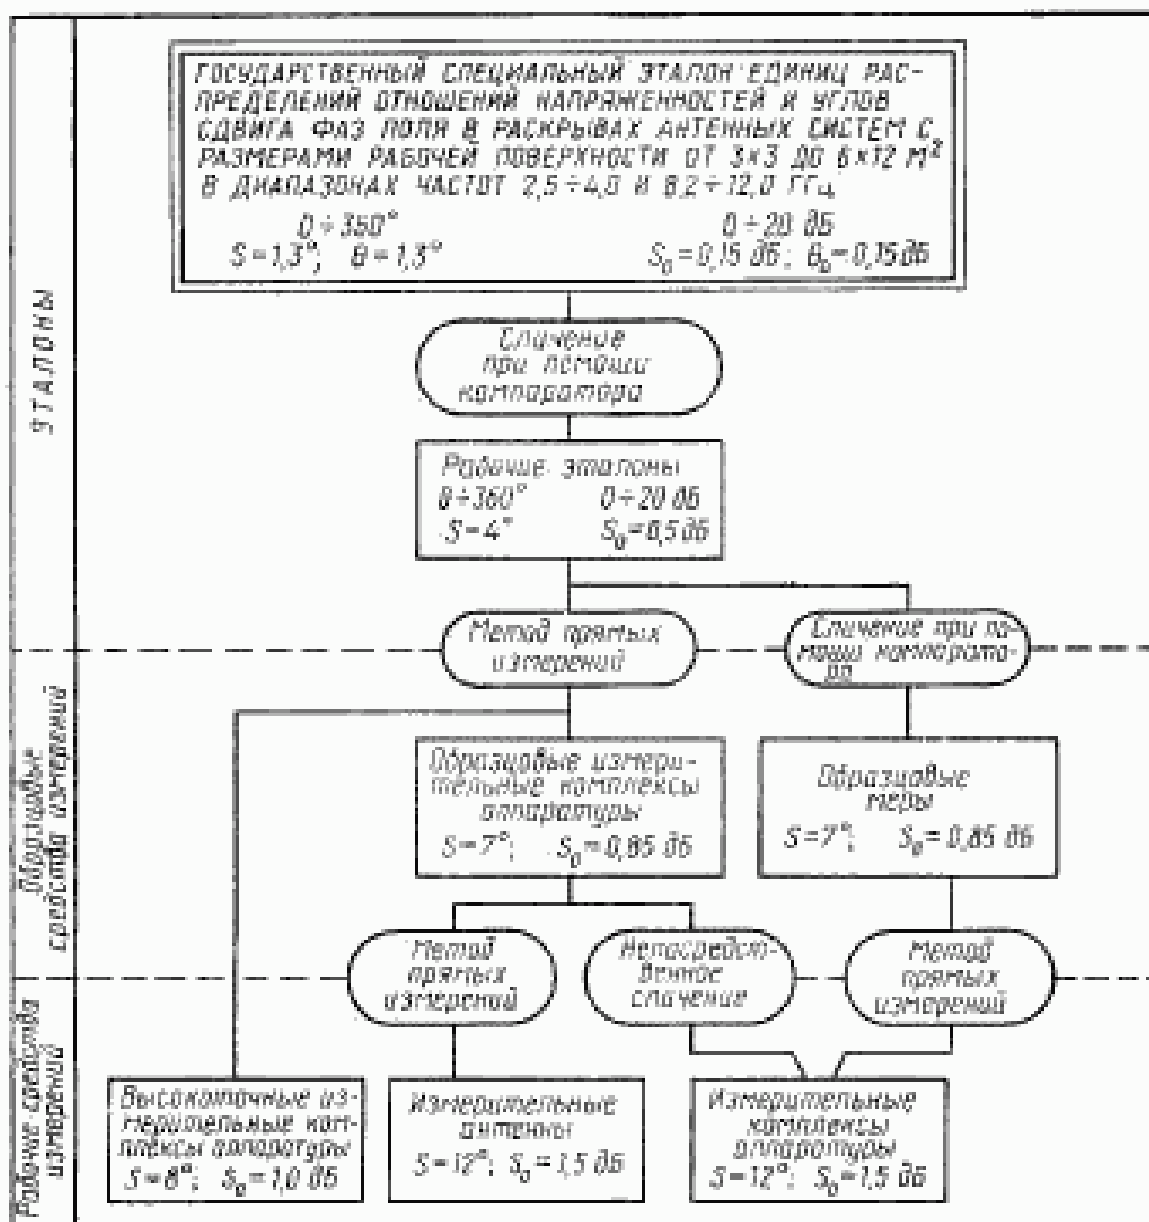 ГОСУДАРСТВЕННЫЙ СПЕЦИАЛЬНЫЙ ЭТАЛОН ЕДИНИЦ РАС-
ПРЕДЕЛЕНИЙ ОТНОШЕНИЙ НАПРЯЖЕННОСТЕЙ И УГЛОВ
СДВИГА ФАЗ ПОЛЯ В РАСКРЫВАХ АНТЕННЫХ СИСТЕМ С
РАЗМЕРАМИ РАБОЧЕЙ ПОВЕРХНОСТИ ОТ 3×3 ДО 6×12 М²
В ДИАПАЗОНАХ ЧАСТОТ 2,5÷4,0 И 8,2÷12,0 ГГц
0÷360° 0÷20 дБ
S=1,3°; θ=1,3° S₀=0,15 дБ; θ₀=0,15 дБ
Эталоны
Сличение
при помощи
компаратора
Рабочие эталоны
0÷360° 0÷20 дБ
S=4° S₀=0,5 дБ
Метод прямых
измерений
Сличение при по-
мощи компарато-
ра
Образцовые
средства измерений
Образцовые измери-
тельные комплексы
аппаратуры
S=7°; S₀=0,85 дБ
Образцовые
меры
S=7°; S₀=0,85 дБ
Метод
прямых
измерений
Непосредст-
венное
сличение
Метод
прямых
измерений
Рабочие средства
измерений
Высокоточные из-
мерительные ком-
плексы аппаратуры
S=8°; S₀=1,0 дБ
Измерительные
антенны
S=12°; S₀=1,5 дБ
Измерительные
комплексы
аппаратуры
S=12°; S₀=1,5 дБ